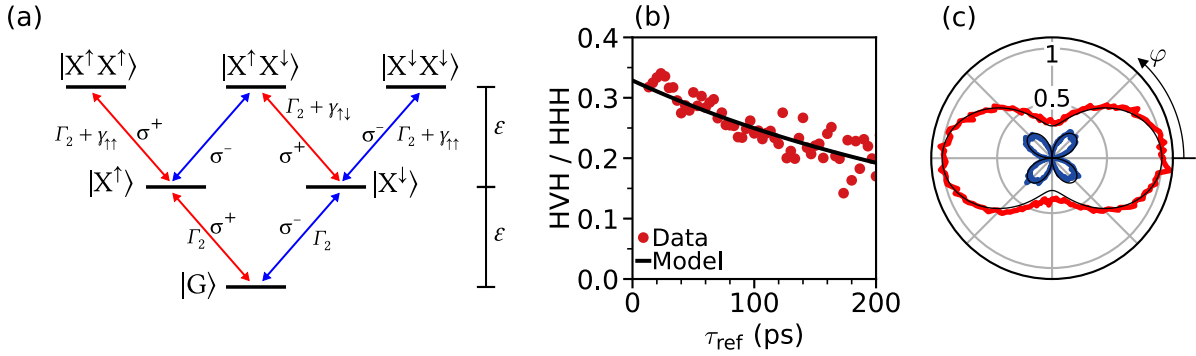 (a)
|X↑X↑⟩ |X↑X↓⟩ |X↓X↓⟩
Γ₂ + γ↑↑ σ⁺ σ⁻ Γ₂ + γ↑↓ σ⁺ σ⁻ Γ₂ + γ↑↑ ε
|X↑⟩ |X↓⟩
Γ₂ σ⁺ σ⁻ Γ₂ ε
|G⟩
(b)
HVH / HHH
0.4
0.3
0.2
0.1
0.0
Data
Model
0 100 200
τref (ps)
(c)
φ
1
0.5